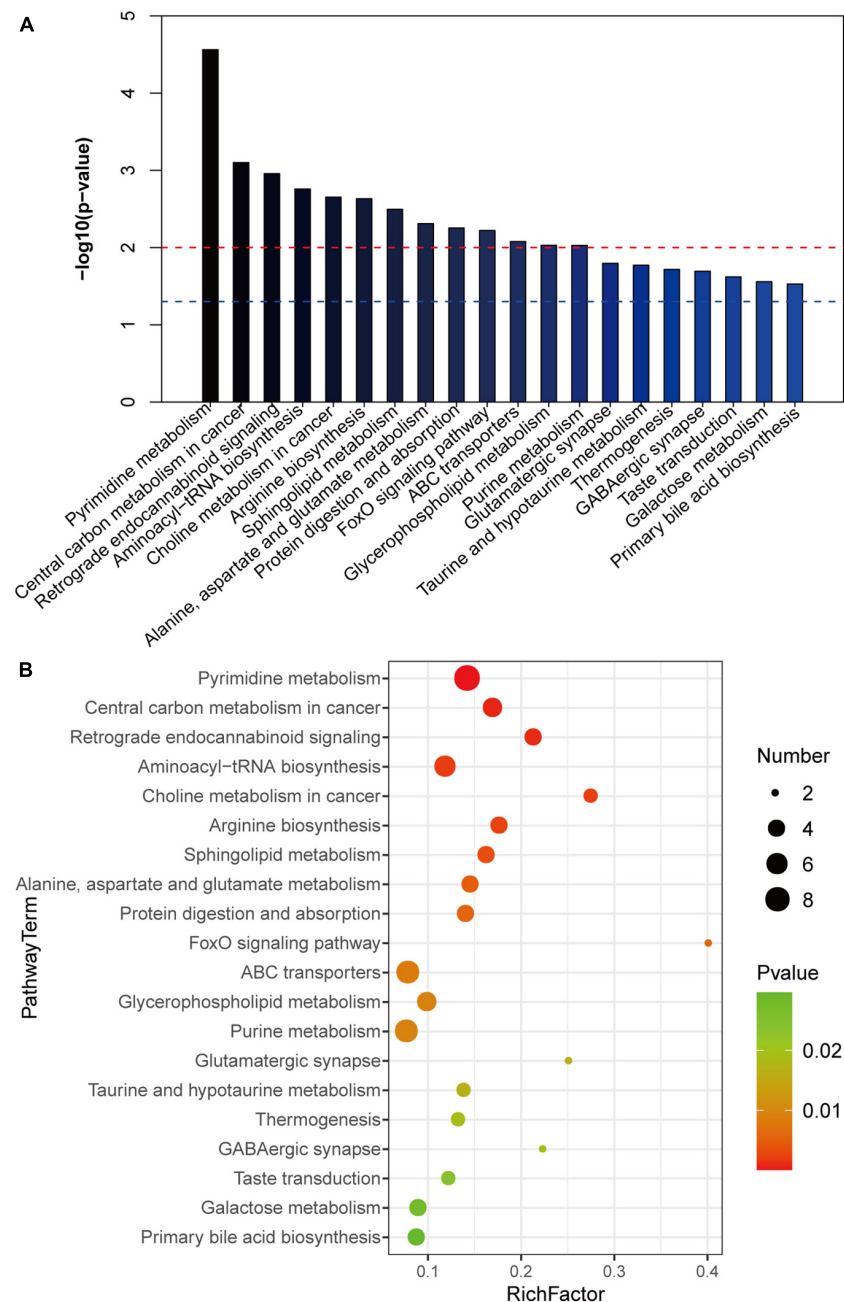 A
−log10(p−value)
5
4
3
2
1
0
Pyrimidine metabolism
Central carbon metabolism in cancer
Retrograde endocannabinoid signaling
Aminoacyl−tRNA biosynthesis
Choline metabolism in cancer
Arginine biosynthesis
Sphingolipid metabolism
Alanine, aspartate and glutamate metabolism
Protein digestion and absorption
FoxO signaling pathway
ABC transporters
Glycerophospholipid metabolism
Purine metabolism
Glutamatergic synapse
Taurine and hypotaurine metabolism
Thermogenesis
GABAergic synapse
Taste transduction
Galactose metabolism
Primary bile acid biosynthesis
B
PathwayTerm
Pyrimidine metabolism
Central carbon metabolism in cancer
Retrograde endocannabinoid signaling
Aminoacyl−tRNA biosynthesis
Choline metabolism in cancer
Arginine biosynthesis
Sphingolipid metabolism
Alanine, aspartate and glutamate metabolism
Protein digestion and absorption
FoxO signaling pathway
ABC transporters
Glycerophospholipid metabolism
Purine metabolism
Glutamatergic synapse
Taurine and hypotaurine metabolism
Thermogenesis
GABAergic synapse
Taste transduction
Galactose metabolism
Primary bile acid biosynthesis
0.1 0.2 0.3 0.4
RichFactor
Number
2
4
6
8
Pvalue
0.02
0.01